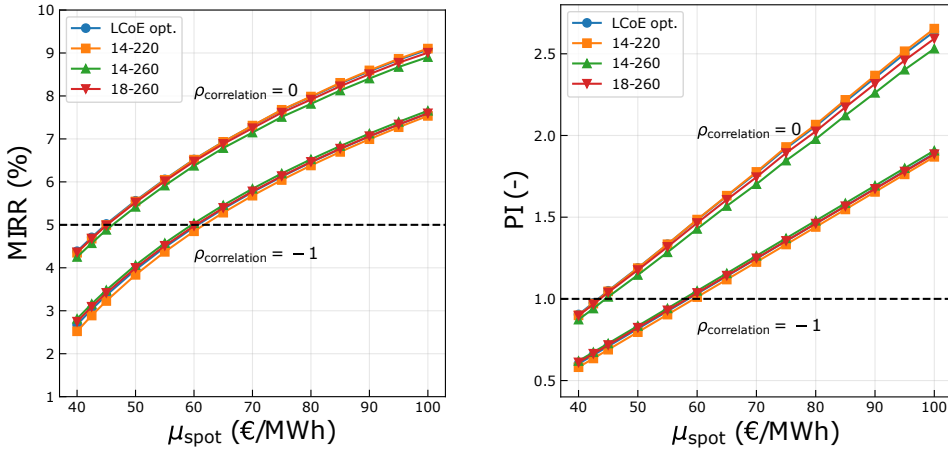 10
9
8
7
6
5
4
3
2
1
MIRR (%)
LCoE opt.
14-220
14-260
18-260
ρcorrelation = 0
ρcorrelation = −1
40 50 60 70 80 90 100
μspot (€/MWh)
2.5
2.0
1.5
1.0
0.5
PI (-)
LCoE opt.
14-220
14-260
18-260
ρcorrelation = 0
ρcorrelation = −1
40 50 60 70 80 90 100
μspot (€/MWh)